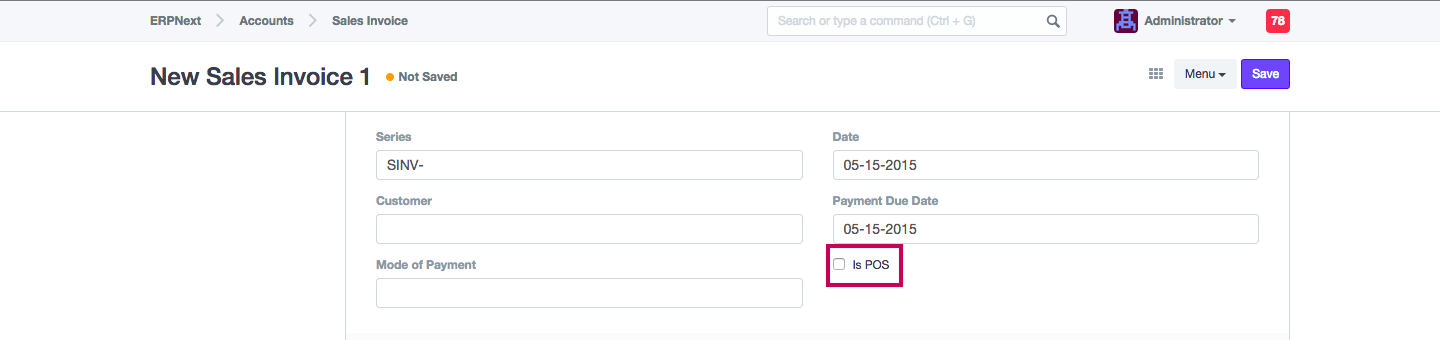 ERPNext Accounts Sales Invoice Search or type a command (Ctrl + G) Administrator 78
New Sales Invoice 1 Not Saved Menu Save
Series Date
SINV- 05-15-2015
Customer Payment Due Date
05-15-2015
Mode of Payment Is POS